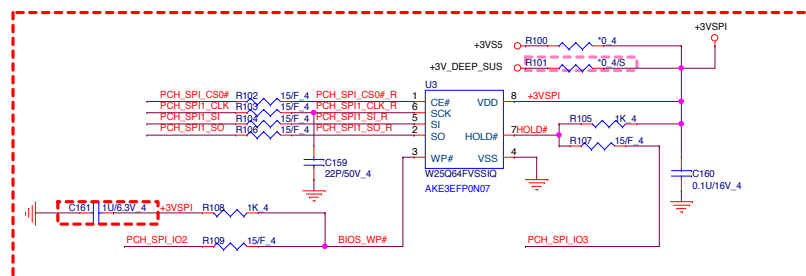 +3VS5 R100 *0_4 +3VSPI
+3V_DEEP_SUS R101 *0_4/S
U3
PCH_SPI_CS0# R102 15/F_4 PCH_SPI_CS0#_R 1 CE# VDD 8 +3VSPI
PCH_SPI1_CLK R103 15/F_4 PCH_SPI1_CLK_R 6 SCK
PCH_SPI1_SI R104 15/F_4 PCH_SPI1_SI_R 5 SI
PCH_SPI1_SO R106 15/F_4 PCH_SPI1_SO_R 2 SO HOLD# 7 HOLD#
R105 1K_4
R107 15/F_4
3 WP# VSS 4
C159
22P/50V_4
W25Q64FVSSIQ
AKE3EFP0N07
C160
0.1U/16V_4
C161 1U/6.3V_4 +3VSPI R108 1K_4
PCH_SPI_IO2 R109 15/F_4 BIOS_WP# PCH_SPI_IO3